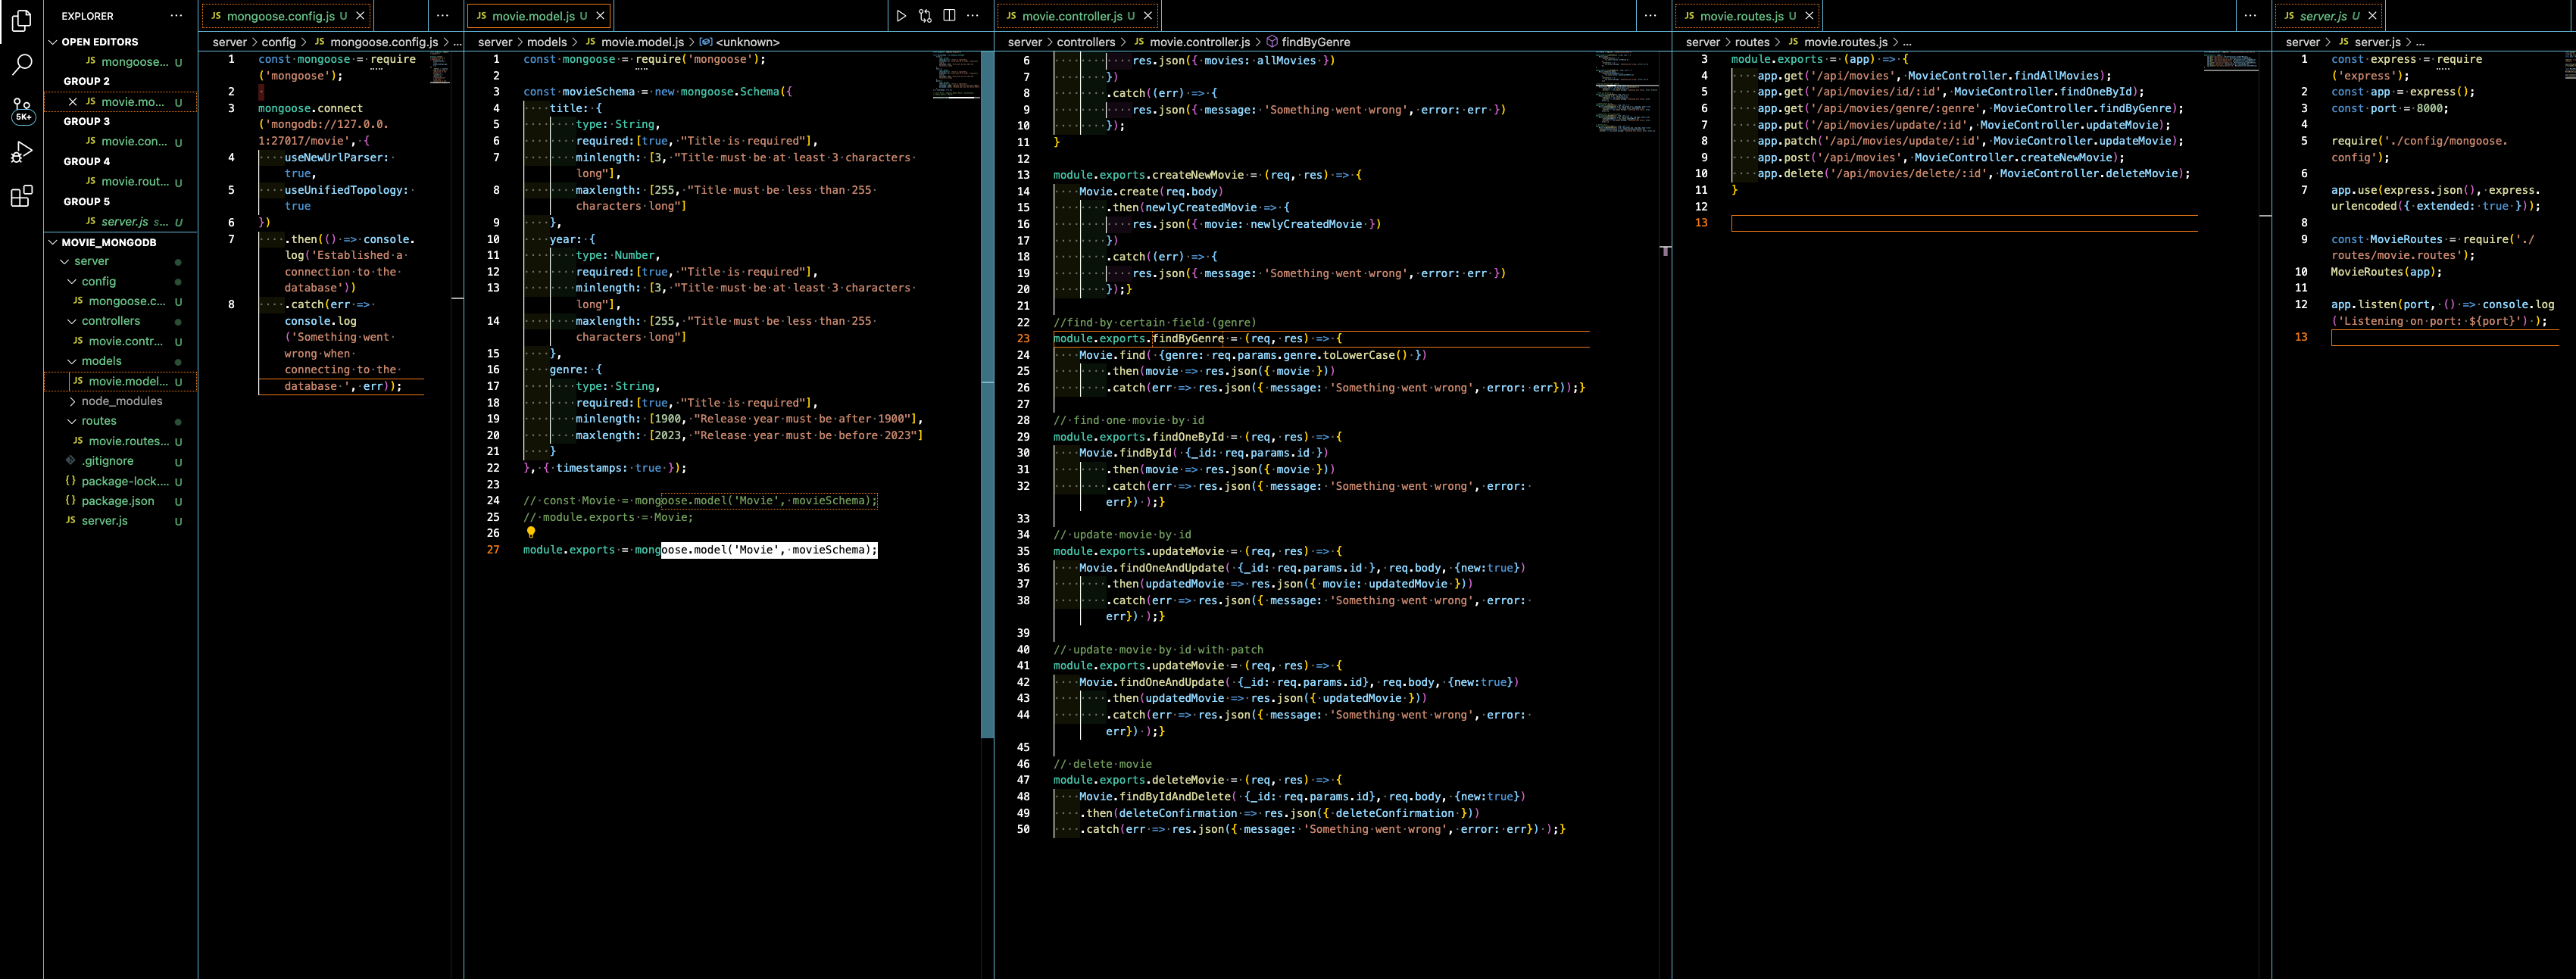 EXPLORER ...
OPEN EDITORS
JS mongoose... U
GROUP 2
JS movie.mo... U
GROUP 3
JS movie.con... U
GROUP 4
JS movie.rout... U
GROUP 5
JS server.js s... U
MOVIE_MONGODB
server
config
JS mongoose.c... U
controllers
JS movie.contr... U
models
JS movie.model... U
node_modules
routes
JS movie.routes... U
.gitignore U
{} package-lock.... U
{} package.json U
JS server.js U
5K+
JS mongoose.config.js U
server > config > JS mongoose.config.js > ...
1 const mongoose = require
('mongoose');
2
3 mongoose.connect
('mongodb://127.0.0.
1:27017/movie', {
4 useNewUrlParser:
true,
5 useUnifiedTopology:
true
6 })
7 .then(() => console.
log('Established a
connection to the
database'))
8 .catch(err =>
console.log
('Something went
wrong when
connecting to the
database ', err));
JS movie.model.js U
server > models > JS movie.model.js > <unknown>
1 const mongoose = require('mongoose');
2
3 const movieSchema = new mongoose.Schema({
4 title: {
5 type: String,
6 required:[true, "Title is required"],
7 minlength: [3, "Title must be at least 3 characters
long"],
8 maxlength: [255, "Title must be less than 255
characters long"]
9 },
10 year: {
11 type: Number,
12 required:[true, "Title is required"],
13 minlength: [3, "Title must be at least 3 characters
long"],
14 maxlength: [255, "Title must be less than 255
characters long"]
15 },
16 genre: {
17 type: String,
18 required:[true, "Title is required"],
19 minlength: [1900, "Release year must be after 1900"],
20 maxlength: [2023, "Release year must be before 2023"]
21 }
22 }, { timestamps: true });
23
24 // const Movie = mongoose.model('Movie', movieSchema);
25 // module.exports = Movie;
26
27 module.exports = mongoose.model('Movie', movieSchema);
JS movie.controller.js U
server > controllers > JS movie.controller.js > findByGenre
6 res.json({ movies: allMovies })
7 })
8 .catch((err) => {
9 res.json({ message: 'Something went wrong', error: err })
10 });
11 }
12
13 module.exports.createNewMovie = (req, res) => {
14 Movie.create(req.body)
15 .then(newlyCreatedMovie => {
16 res.json({ movie: newlyCreatedMovie })
17 })
18 .catch((err) => {
19 res.json({ message: 'Something went wrong', error: err })
20 });}
21
22 //find by certain field (genre)
23 module.exports.findByGenre = (req, res) => {
24 Movie.find( {genre: req.params.genre.toLowerCase() })
25 .then(movie => res.json({ movie }))
26 .catch(err => res.json({ message: 'Something went wrong', error: err}));}
27
28 // find one movie by id
29 module.exports.findOneById = (req, res) => {
30 Movie.findById( {_id: req.params.id })
31 .then(movie => res.json({ movie }))
32 .catch(err => res.json({ message: 'Something went wrong', error:
err}) );}
33
34 // update movie by id
35 module.exports.updateMovie = (req, res) => {
36 Movie.findOneAndUpdate( {_id: req.params.id }, req.body, {new:true})
37 .then(updatedMovie => res.json({ movie: updatedMovie }))
38 .catch(err => res.json({ message: 'Something went wrong', error:
err}) );}
39
40 // update movie by id with patch
41 module.exports.updateMovie = (req, res) => {
42 Movie.findOneAndUpdate( {_id: req.params.id}, req.body, {new:true})
43 .then(updatedMovie => res.json({ updatedMovie }))
44 .catch(err => res.json({ message: 'Something went wrong', error:
err}) );}
45
46 // delete movie
47 module.exports.deleteMovie = (req, res) => {
48 Movie.findByIdAndDelete( {_id: req.params.id}, req.body, {new:true})
49 .then(deleteConfirmation => res.json({ deleteConfirmation }))
50 .catch(err => res.json({ message: 'Something went wrong', error: err}) );}
JS movie.routes.js U
server > routes > JS movie.routes.js > ...
3 module.exports = (app) => {
4 app.get('/api/movies', MovieController.findAllMovies);
5 app.get('/api/movies/id/:id', MovieController.findOneById);
6 app.get('/api/movies/genre/:genre', MovieController.findByGenre);
7 app.put('/api/movies/update/:id', MovieController.updateMovie);
8 app.patch('/api/movies/update/:id', MovieController.updateMovie);
9 app.post('/api/movies', MovieController.createNewMovie);
10 app.delete('/api/movies/delete/:id', MovieController.deleteMovie);
11 }
12
13
JS server.js U
server > JS server.js > ...
1 const express = require
('express');
2 const app = express();
3 const port = 8000;
4
5 require('./config/mongoose.
config');
6
7 app.use(express.json(), express.
urlencoded({ extended: true }));
8
9 const MovieRoutes = require('./
routes/movie.routes');
10 MovieRoutes(app);
11
12 app.listen(port, () => console.log
('Listening on port: ${port}') );
13